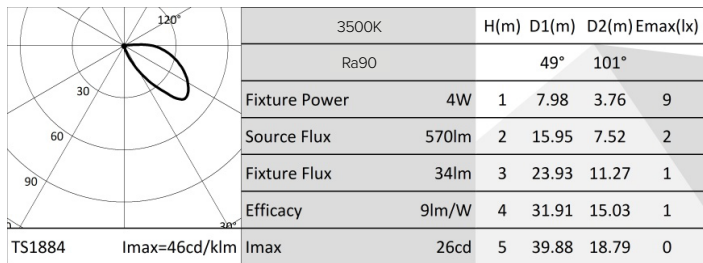 120°
30
60
90
30°
TS1884 Imax=46cd/klm
3500K H(m) D1(m) D2(m) Emax(lx)
Ra90 49° 101°
Fixture Power 4W 1 7.98 3.76 9
Source Flux 570lm 2 15.95 7.52 2
Fixture Flux 34lm 3 23.93 11.27 1
Efficacy 9lm/W 4 31.91 15.03 1
Imax 26cd 5 39.88 18.79 0